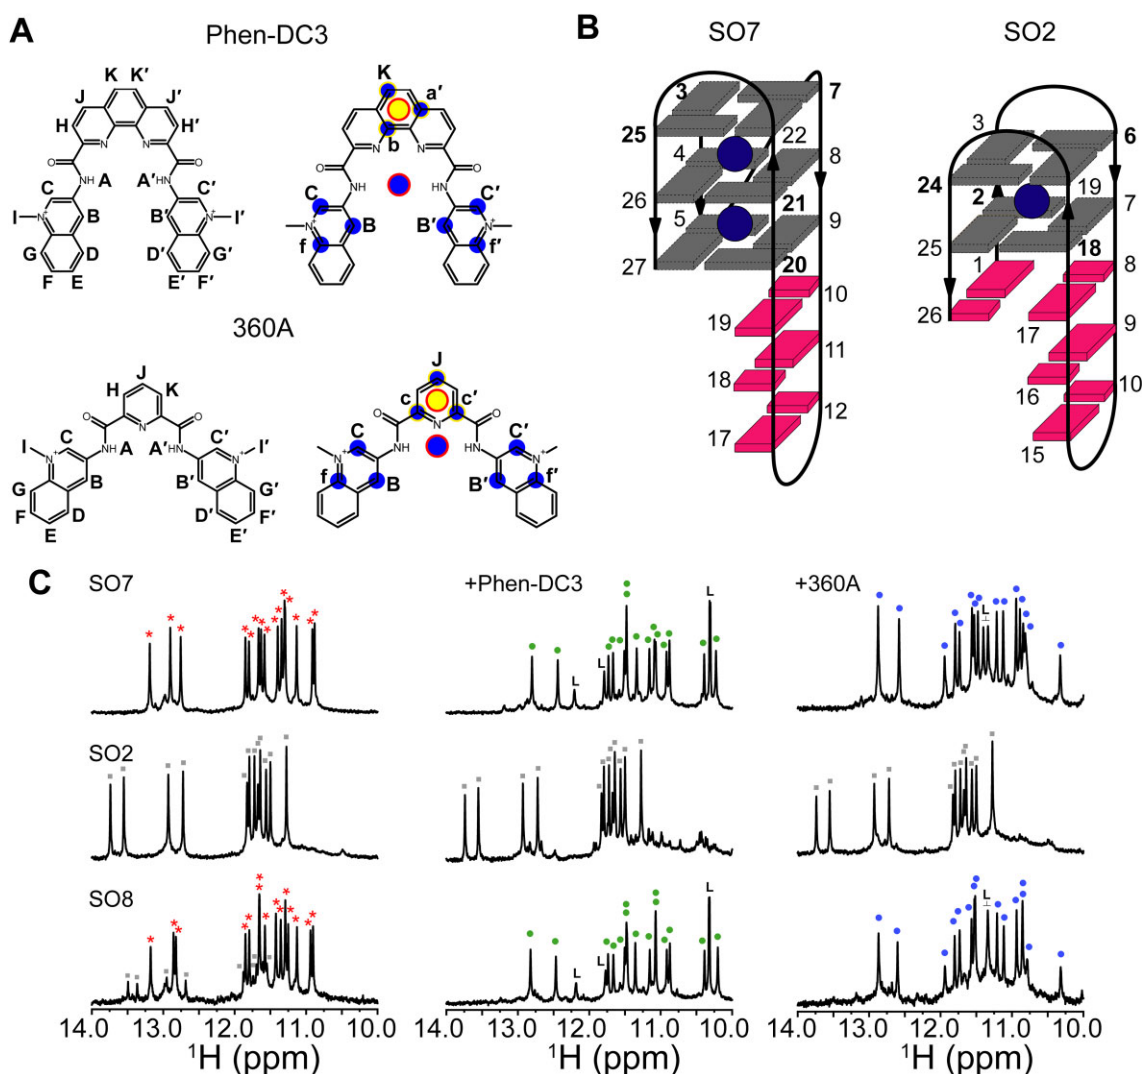 A
Phen-DC3
K K′
J J′
H H′
N N
O O
NH A A′ HN
C C′
I N+ N+ I′
B B′
G D D′ G′
F E E′ F′
K
a′
b
N N
O O
NH HN
C C′
N+ N+
B B′
f f′
360A
J
H K
O N O
C NH A A′ HN C′
I N+ N+ I′
B B′
G G′
F D D′ F′
E E′
J
c c′
O N O
C NH HN C′
N+ N+
f B B′ f′
B
SO7
3 7
25 22
4 8
26 21
5 9
27 20
10
19
11
18
12
17
SO2
3 6
24 19
2 7
25 18
1 8
26 17
9
16
10
15
C
SO7
+Phen-DC3
L
L
L
+360A
L
SO2
SO8
L
L
L
L
14.0 13.0 12.0 11.0 10.0
1H (ppm)
14.0 13.0 12.0 11.0 10.0
1H (ppm)
14.0 13.0 12.0 11.0 10.0
1H (ppm)